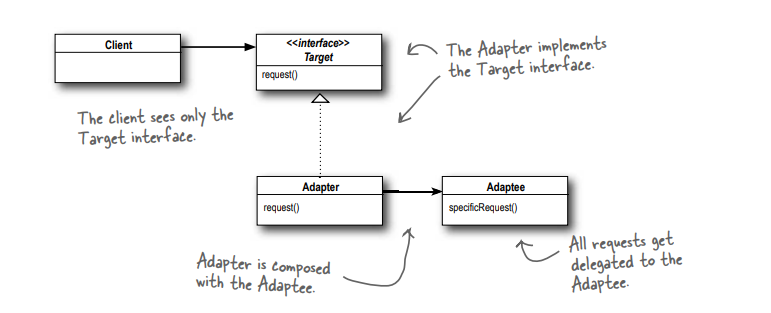 Client
<<interface>>
Target
request()
The Adapter implements
the Target interface.
The client sees only the
Target interface.
Adapter
request()
Adaptee
specificRequest()
Adapter is composed
with the Adaptee.
All requests get
delegated to the
Adaptee.